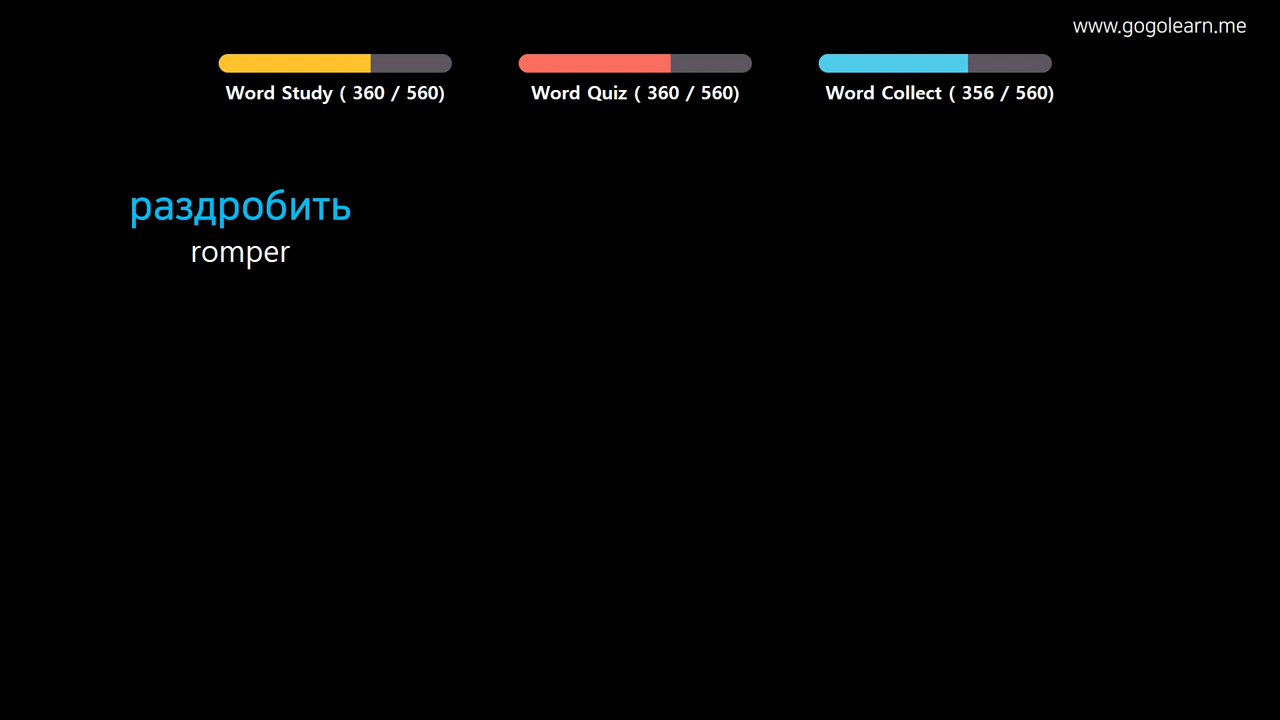 www.gogolearn.me
Word Study ( 360 / 560)
Word Quiz ( 360 / 560)
Word Collect ( 356 / 560)
раздробить
romper